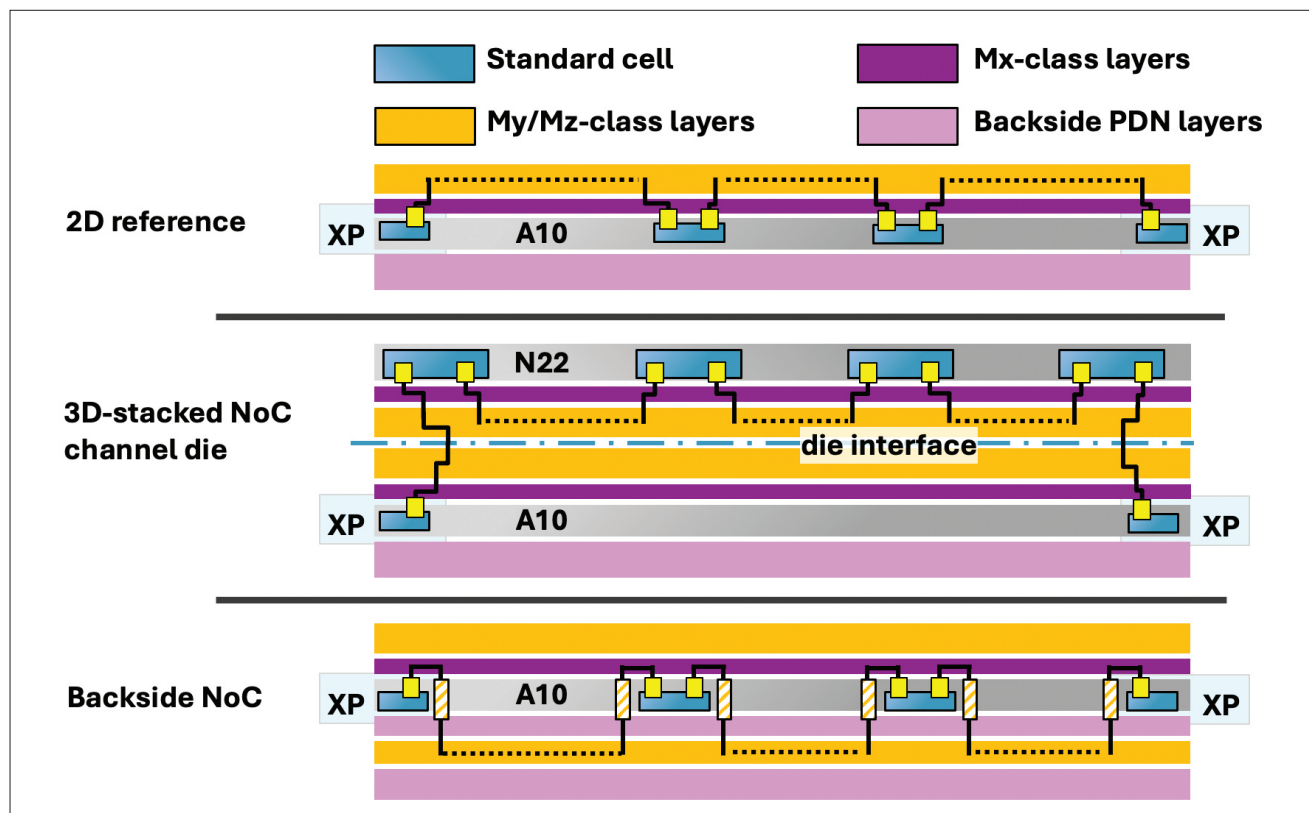 Standard cell
Mx-class layers
My/Mz-class layers
Backside PDN layers
2D reference
XP
A10
XP
N22
3D-stacked NoC
channel die
die interface
XP
A10
XP
Backside NoC
XP
A10
XP